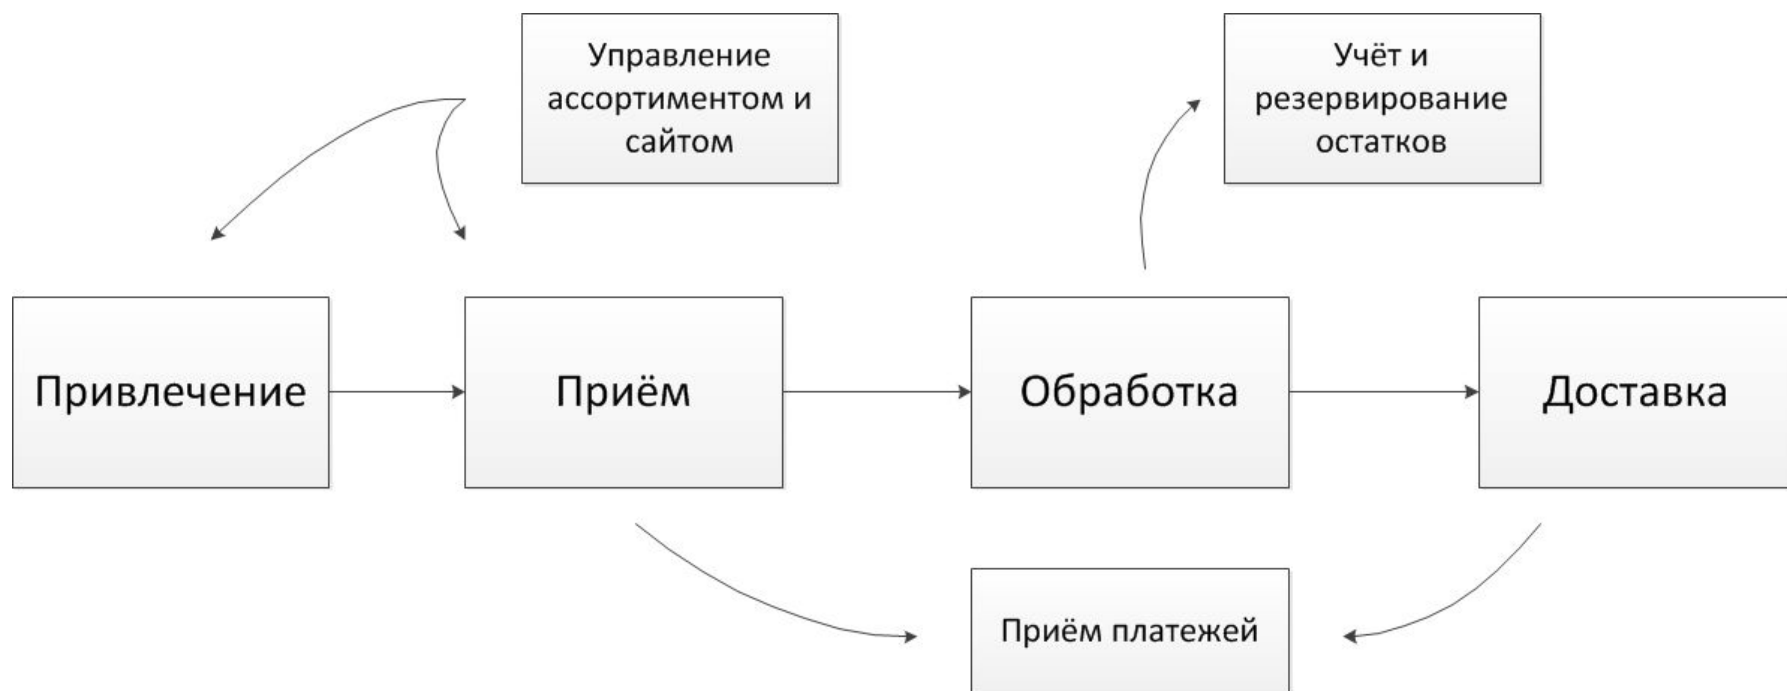 Управление
ассортиментом и
сайтом
Учёт и
резервирование
остатков
Привлечение
Приём
Обработка
Доставка
Приём платежей